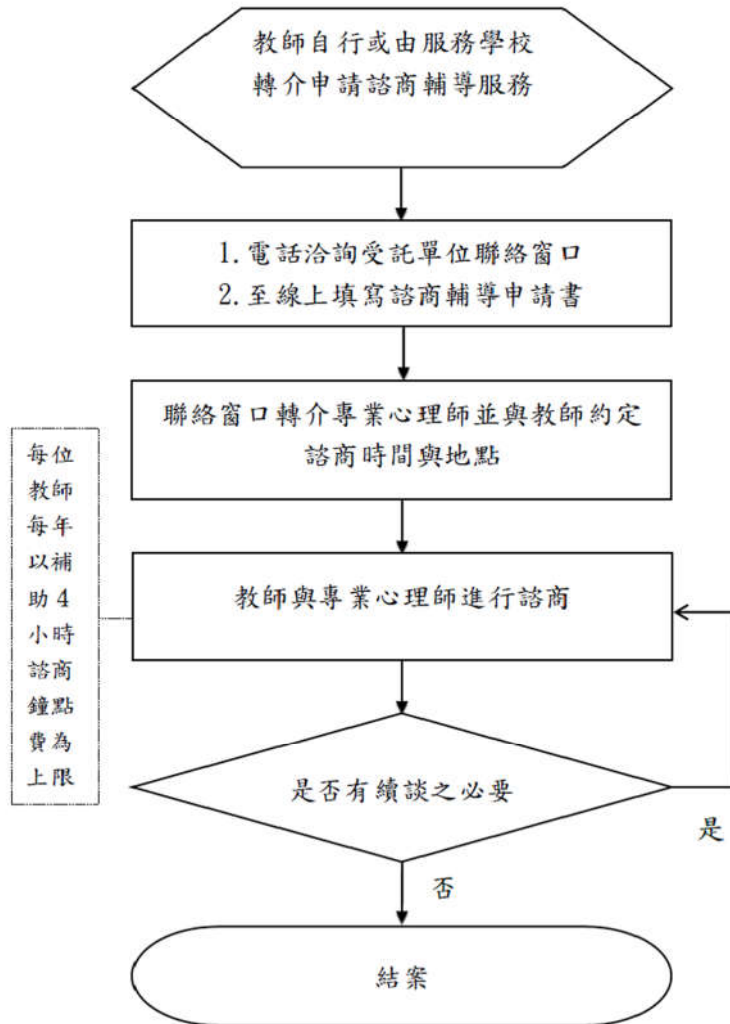 教師自行或由服務學校
轉介申請諮商輔導服務
1.電話洽詢受託單位聯絡窗口
2.至線上填寫諮商輔導申請書
聯絡窗口轉介專業心理師並與教師約定
諮商時間與地點
每位
教師
每年
以補
助4
小時
諮商
鐘點
費為
上限
教師與專業心理師進行諮商
是否有續談之必要
是
否
結案